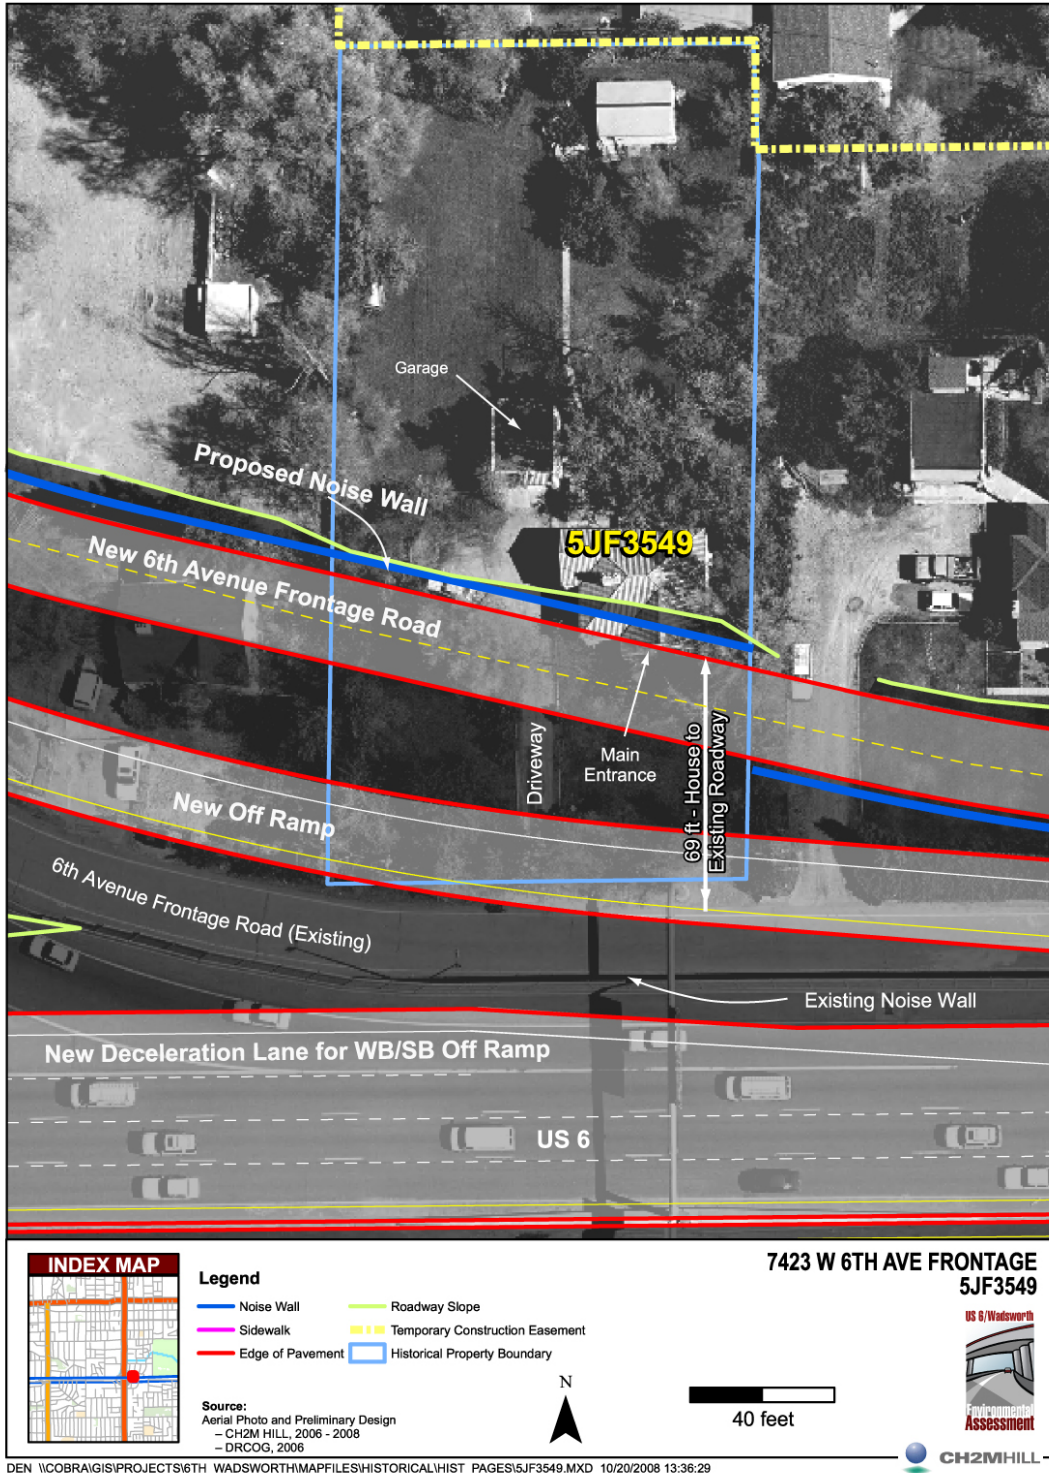 Garage
Proposed Noise Wall
5JF3549
New 6th Avenue Frontage Road
Main
Entrance
Driveway
69 ft - House to
Existing Roadway
New Off Ramp
6th Avenue Frontage Road (Existing)
Existing Noise Wall
New Deceleration Lane for WB/SB Off Ramp
US 6
INDEX MAP
Legend
Noise Wall
Sidewalk
Edge of Pavement
Roadway Slope
Temporary Construction Easement
Historical Property Boundary
Source:
Aerial Photo and Preliminary Design
– CH2M HILL, 2006 - 2008
– DRCOG, 2006
N
40 feet
7423 W 6TH AVE FRONTAGE
5JF3549
US 6/Wadsworth
Environmental
Assessment
CH2MHILL
DEN \\COBRA\GIS\PROJECTS\6TH_WADSWORTH\MAPFILES\HISTORICAL\HIST_PAGES\5JF3549.MXD 10/20/2008 13:36:29